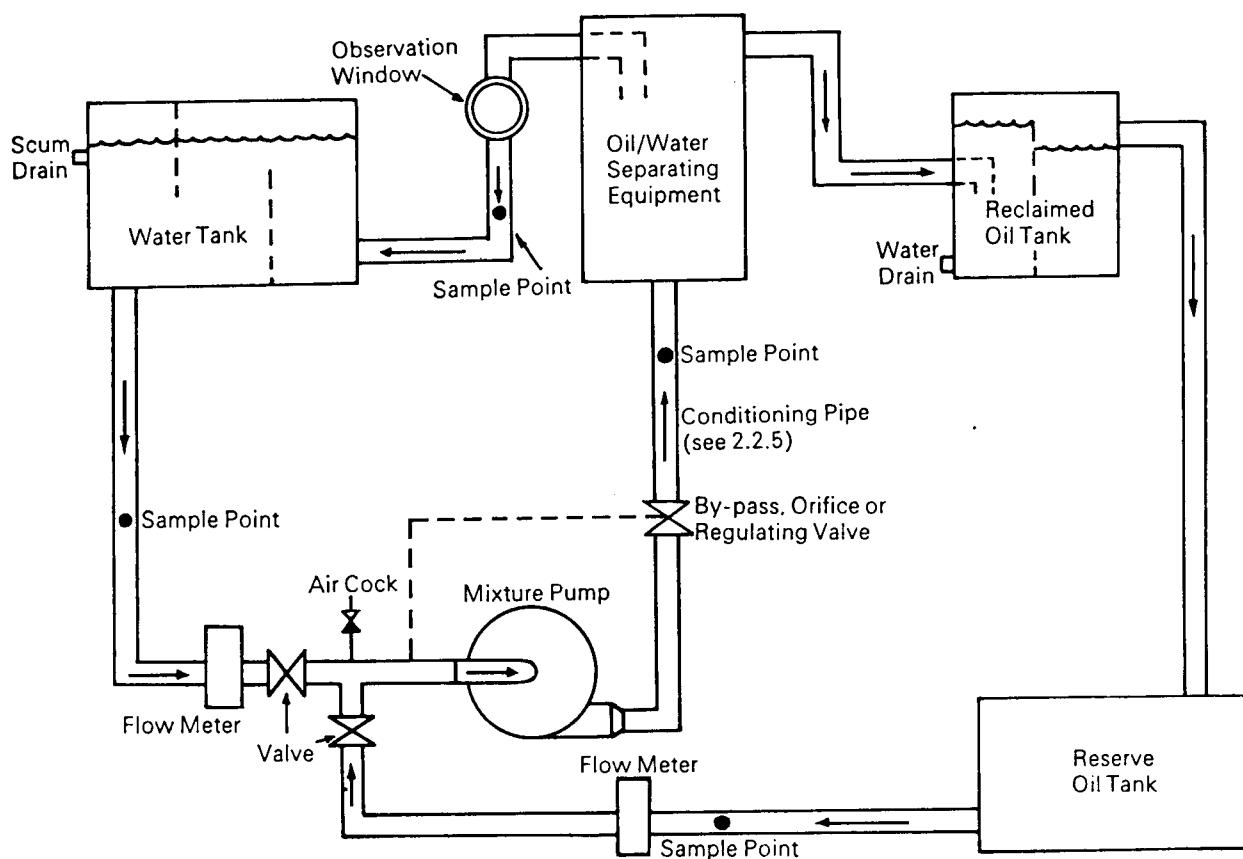 Observation
Window
Scum
Drain
Water Tank
Sample Point
Oil/Water
Separating
Equipment
Reclaimed
Oil Tank
Water
Drain
Sample Point
Conditioning Pipe
(see 2.2.5)
Sample Point
By-pass, Orifice or
Regulating Valve
Air Cock
Mixture Pump
Flow Meter
Valve
Flow Meter
Sample Point
Reserve
Oil Tank